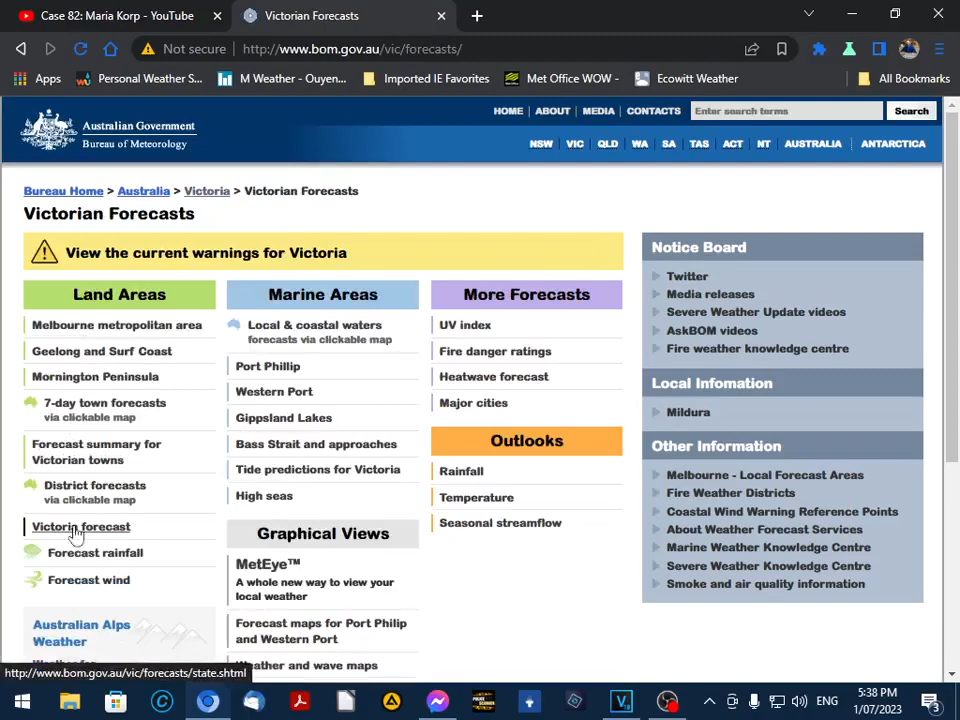 Case 82: Maria Korp - YouTube
Victorian Forecasts
Not secure
http://www.bom.gov.au/vic/forecasts/
Apps
Personal Weather S...
M Weather - Ouyen...
Imported IE Favorites
Met Office WOW -
Ecowitt Weather
All Bookmarks
HOME
ABOUT
MEDIA
CONTACTS
Enter search terms
Search
Australian Government
Bureau of Meteorology
NSW
VIC
QLD
WA
SA
TAS
ACT
NT
AUSTRALIA
ANTARCTICA
Bureau Home > Australia > Victoria > Victorian Forecasts
Victorian Forecasts
View the current warnings for Victoria
Land Areas
Melbourne metropolitan area
Geelong and Surf Coast
Mornington Peninsula
7-day town forecasts
via clickable map
Forecast summary for
Victorian towns
District forecasts
via clickable map
Victoria forecast
Forecast rainfall
Forecast wind
Australian Alps
Weather
Marine Areas
Local & coastal waters
forecasts via clickable map
Port Phillip
Western Port
Gippsland Lakes
Bass Strait and approaches
Tide predictions for Victoria
High seas
Graphical Views
MetEye™
A whole new way to view your
local weather
Forecast maps for Port Philip
and Western Port
Weather and wave maps
More Forecasts
UV index
Fire danger ratings
Heatwave forecast
Major cities
Outlooks
Rainfall
Temperature
Seasonal streamflow
Notice Board
Twitter
Media releases
Severe Weather Update videos
AskBOM videos
Fire weather knowledge centre
Local Infomation
Mildura
Other Information
Melbourne - Local Forecast Areas
Fire Weather Districts
Coastal Wind Warning Reference Points
About Weather Forecast Services
Marine Weather Knowledge Centre
Severe Weather Knowledge Centre
Smoke and air quality information
http://www.bom.gov.au/vic/forecasts/state.shtml
ENG
5:38 PM
1/07/2023
3